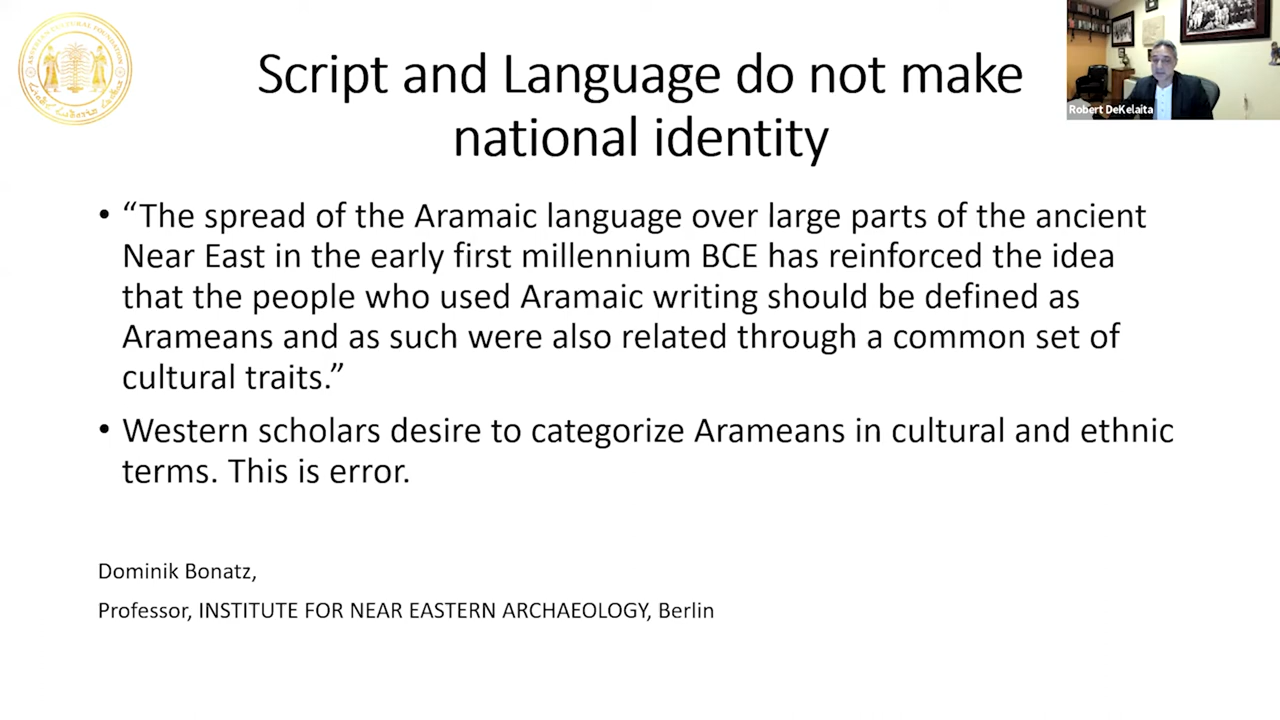 Script and Language do not make
national identity
Robert DeKelaita
• “The spread of the Aramaic language over large parts of the ancient
Near East in the early first millennium BCE has reinforced the idea
that the people who used Aramaic writing should be defined as
Arameans and as such were also related through a common set of
cultural traits.”
• Western scholars desire to categorize Arameans in cultural and ethnic
terms. This is error.
Dominik Bonatz,
Professor, INSTITUTE FOR NEAR EASTERN ARCHAEOLOGY, Berlin
ASSYRIAN CULTURAL FOUNDATION